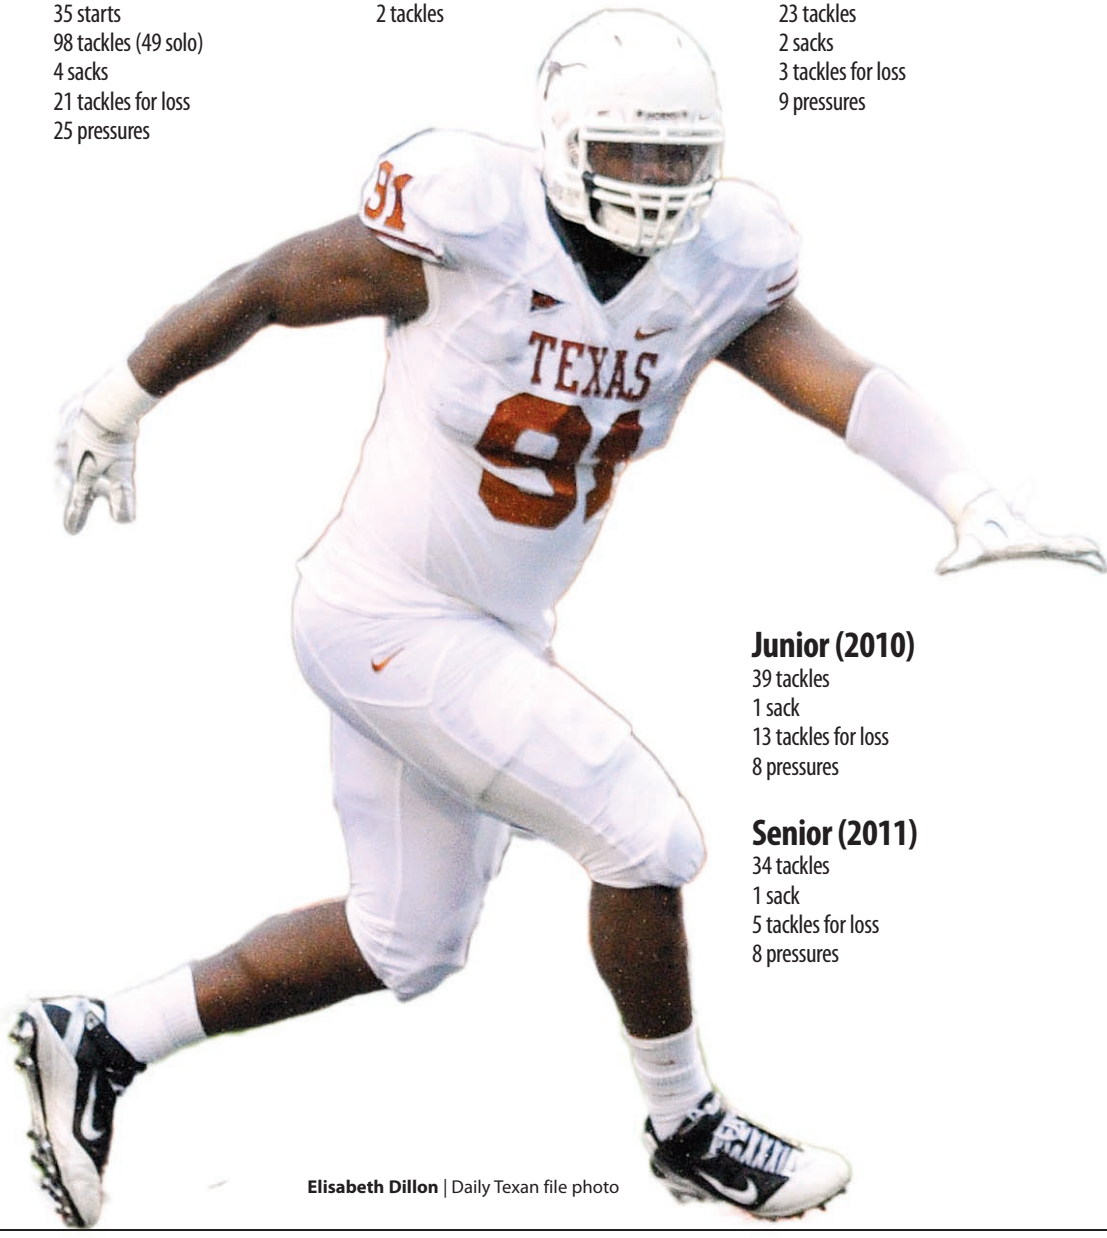 35 starts
98 tackles (49 solo)
4 sacks
21 tackles for loss
25 pressures
2 tackles
23 tackles
2 sacks
3 tackles for loss
9 pressures
91
TEXAS
91
Junior (2010)
39 tackles
1 sack
13 tackles for loss
8 pressures
Senior (2011)
34 tackles
1 sack
5 tackles for loss
8 pressures
Elisabeth Dillon | Daily Texan file photo